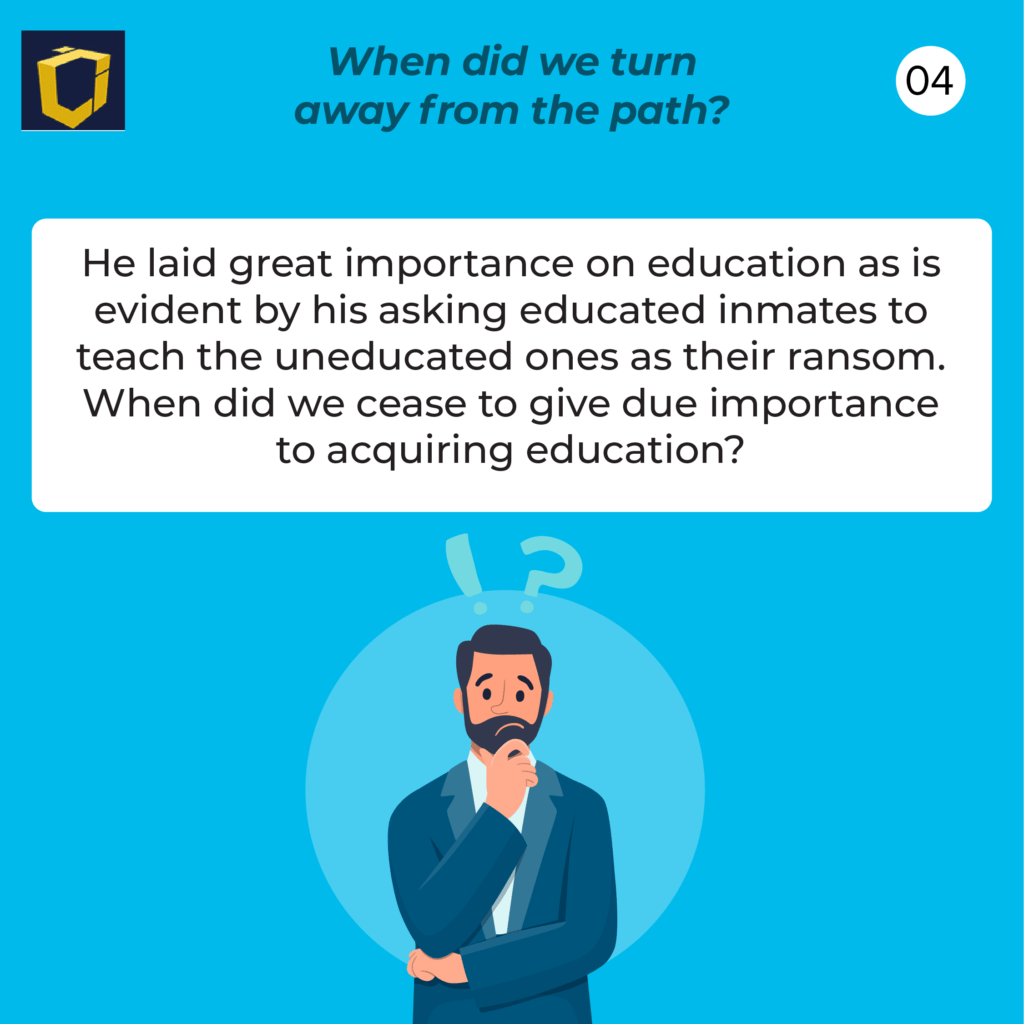 When did we turn
away from the path?
04
He laid great importance on education as is
evident by his asking educated inmates to
teach the uneducated ones as their ransom.
When did we cease to give due importance
to acquiring education?
!?